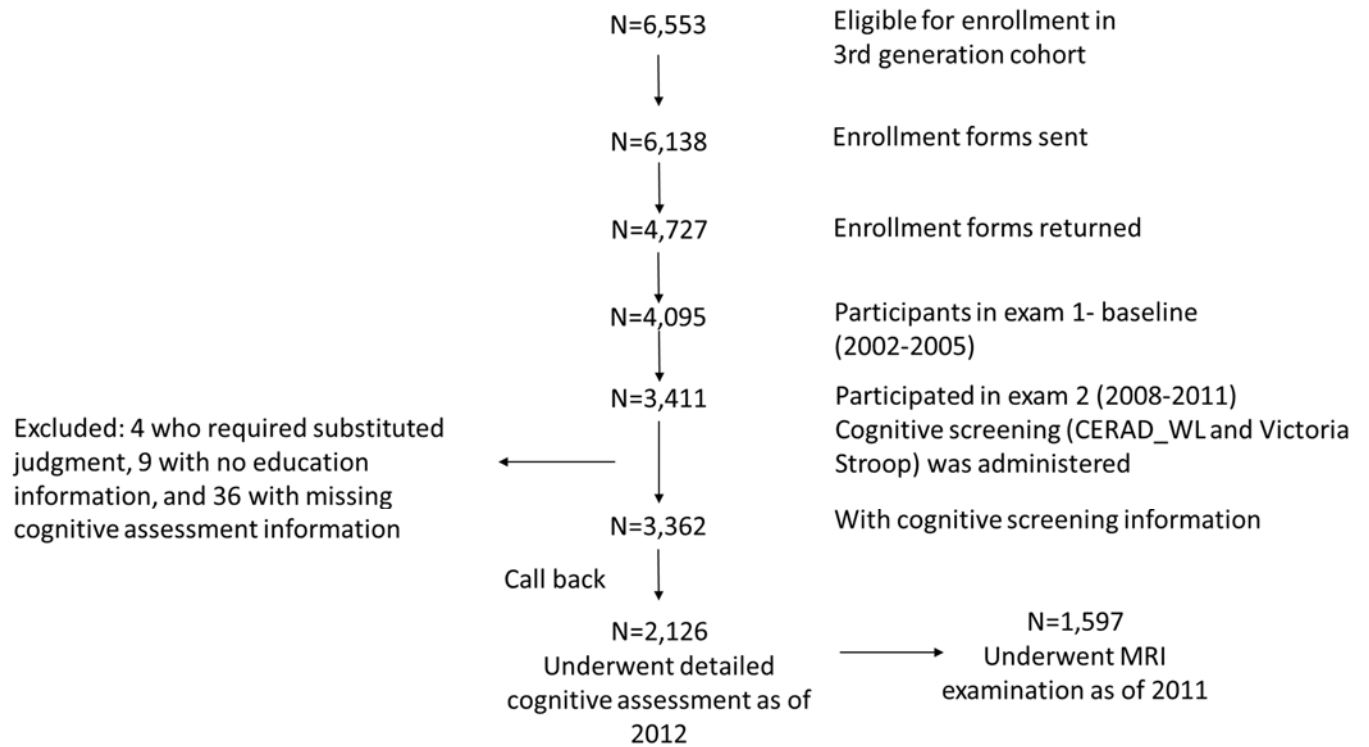 N=6,553
Eligible for enrollment in
3rd generation cohort
N=6,138
Enrollment forms sent
N=4,727
Enrollment forms returned
N=4,095
Participants in exam 1- baseline
(2002-2005)
N=3,411
Participated in exam 2 (2008-2011)
Cognitive screening (CERAD_WL and Victoria
Stroop) was administered
Excluded: 4 who required substituted
judgment, 9 with no education
information, and 36 with missing
cognitive assessment information
N=3,362
With cognitive screening information
Call back
N=2,126
Underwent detailed
cognitive assessment as of
2012
N=1,597
Underwent MRI
examination as of 2011